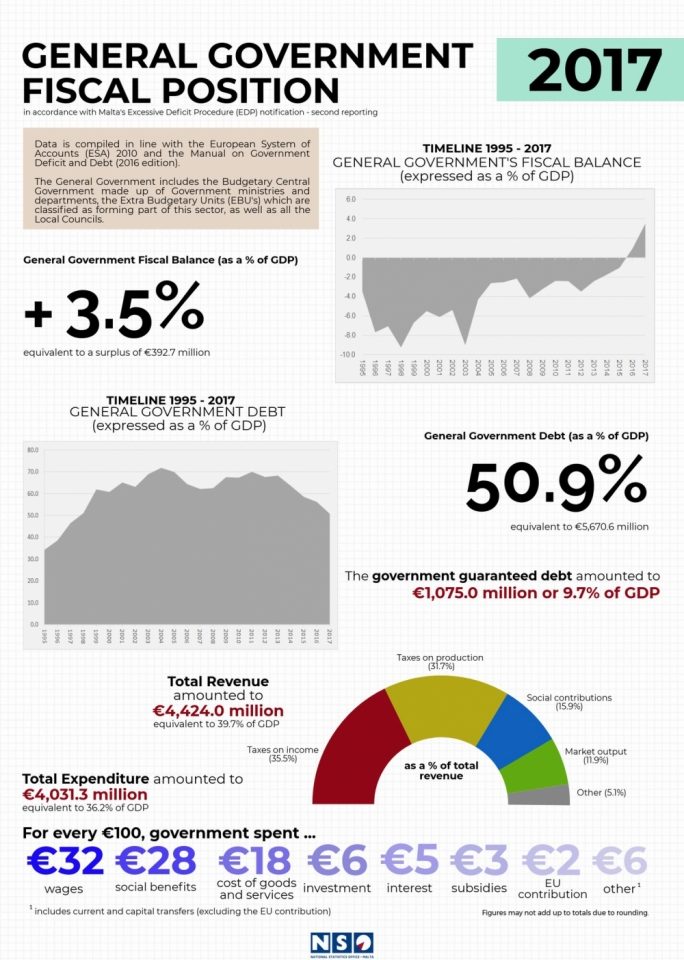 GENERAL GOVERNMENT
FISCAL POSITION
2017
in accordance with Malta's Excessive Deficit Procedure (EDP) notification - second reporting
Data is compiled in line with the European System of
Accounts (ESA) 2010 and the Manual on Government
Deficit and Debt (2016 edition).
The General Government includes the Budgetary Central
Government made up of Government ministries and
departments, the Extra Budgetary Units (EBU's) which are
classified as forming part of this sector, as well as all the
Local Councils.
TIMELINE 1995 - 2017
GENERAL GOVERNMENT'S FISCAL BALANCE
(expressed as a % of GDP)
6.0
4.0
2.0
0.0
-2.0
-4.0
-6.0
-8.0
-10.0
1995
1996
1997
1998
1999
2000
2001
2002
2003
2004
2005
2006
2007
2008
2009
2010
2011
2012
2013
2014
2015
2016
2017
General Government Fiscal Balance (as a % of GDP)
+ 3.5%
equivalent to a surplus of €392.7 million
TIMELINE 1995 - 2017
GENERAL GOVERNMENT DEBT
(expressed as a % of GDP)
80.0
70.0
60.0
50.0
40.0
30.0
20.0
10.0
0.0
1995
1996
1997
1998
1999
2000
2001
2002
2003
2004
2005
2006
2007
2008
2009
2010
2011
2012
2013
2014
2015
2016
2017
General Government Debt (as a % of GDP)
50.9%
equivalent to €5,670.6 million
The government guaranteed debt amounted to
€1,075.0 million or 9.7% of GDP
Total Revenue
amounted to
€4,424.0 million
equivalent to 39.7% of GDP
Total Expenditure amounted to
€4,031.3 million
equivalent to 36.2% of GDP
Taxes on income
(35.5%)
Taxes on production
(31.7%)
Social contributions
(15.9%)
Market output
(11.9%)
Other (5.1%)
as a % of total
revenue
For every €100, government spent ...
€32
wages
€28
social benefits
€18
cost of goods
and services
€6
investment
€5
interest
€3
subsidies
€2
EU
contribution
€6
other ¹
¹ includes current and capital transfers (excluding the EU contribution)
Figures may not add up to totals due to rounding.
NSO
NATIONAL STATISTICS OFFICE - MALTA